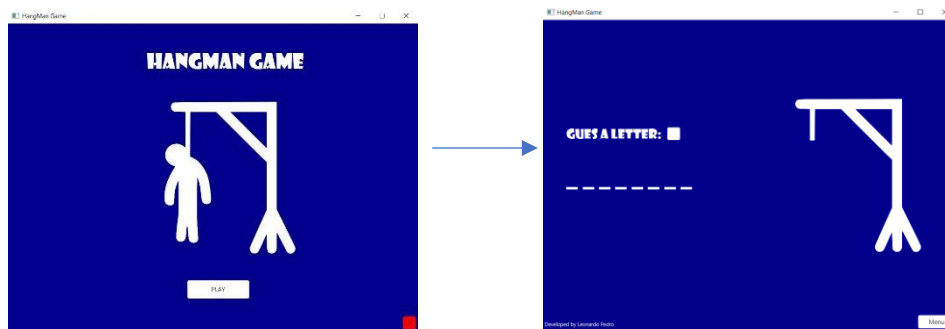 HangMan Game
HANGMAN GAME
PLAY
HangMan Game
GUES A LETTER:
Developed by Leonardo Pedro
Menu